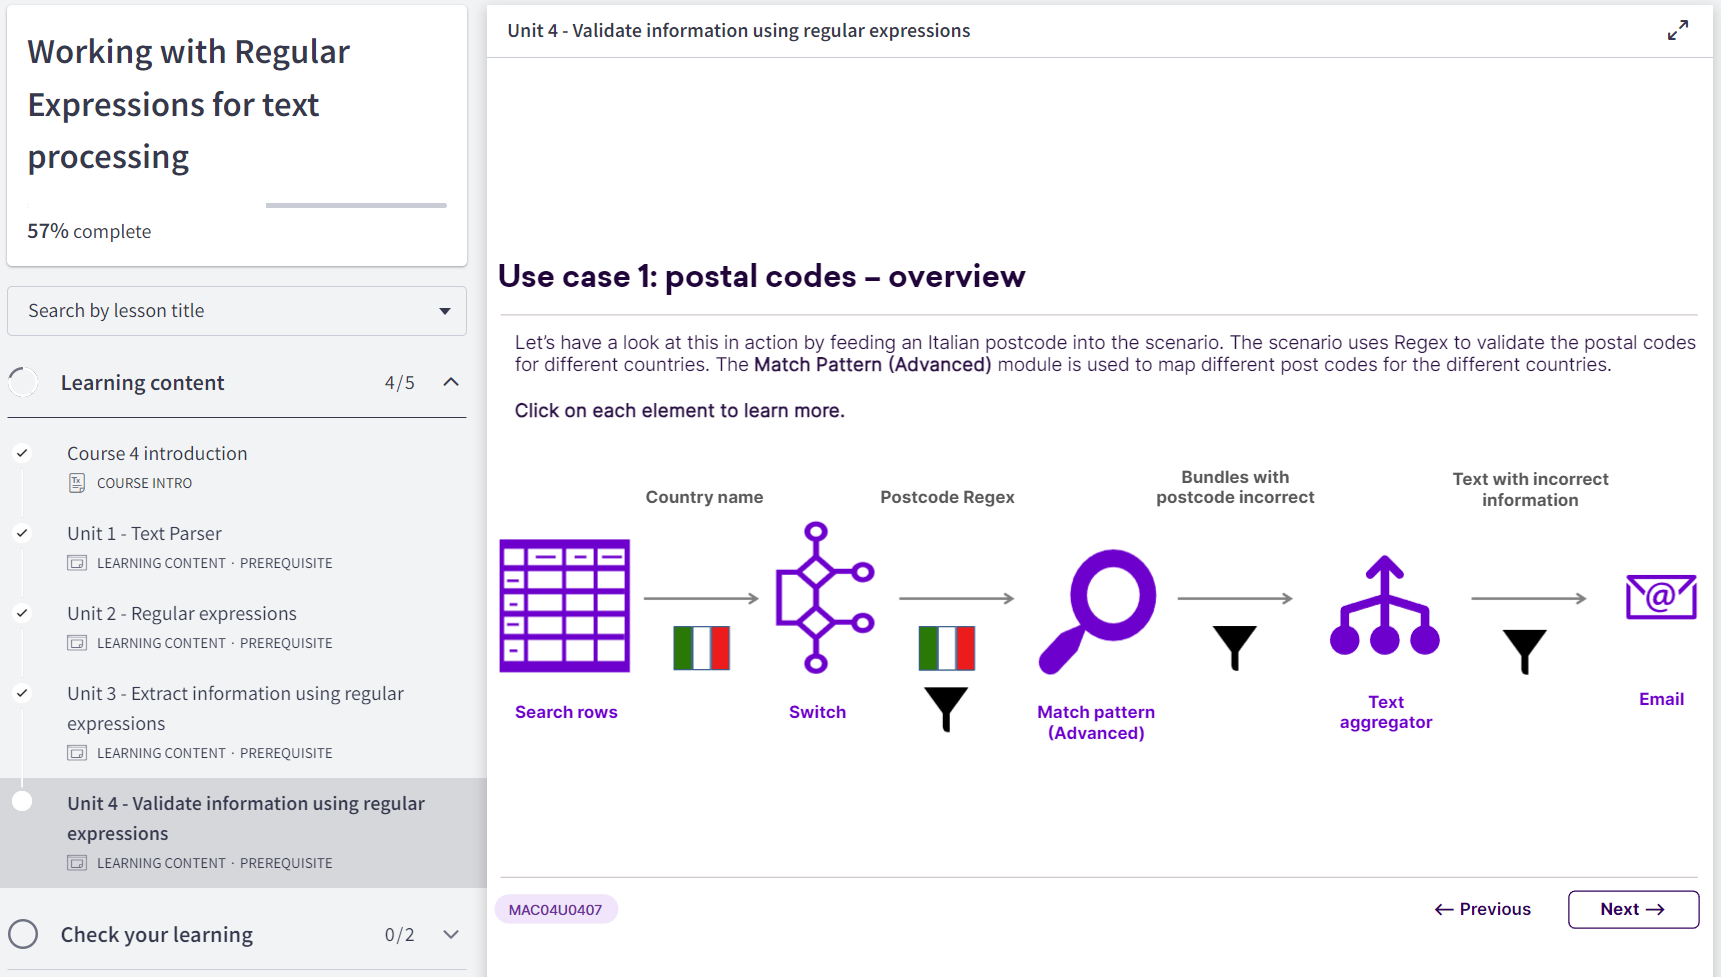 Working with Regular
Expressions for text
processing
57% complete
Search by lesson title
Learning content 4/5
Course 4 introduction
Tx
COURSE INTRO
Unit 1 - Text Parser
LEARNING CONTENT · PREREQUISITE
Unit 2 - Regular expressions
LEARNING CONTENT · PREREQUISITE
Unit 3 - Extract information using regular
expressions
LEARNING CONTENT · PREREQUISITE
Unit 4 - Validate information using regular
expressions
LEARNING CONTENT · PREREQUISITE
Check your learning 0/2
Unit 4 - Validate information using regular expressions
Use case 1: postal codes – overview
Let's have a look at this in action by feeding an Italian postcode into the scenario. The scenario uses Regex to validate the postal codes
for different countries. The Match Pattern (Advanced) module is used to map different post codes for the different countries.
Click on each element to learn more.
Country name
Postcode Regex
Bundles with
postcode incorrect
Text with incorrect
information
@
Search rows
Switch
Match pattern
(Advanced)
Text
aggregator
Email
MAC04U0407
← Previous
Next →